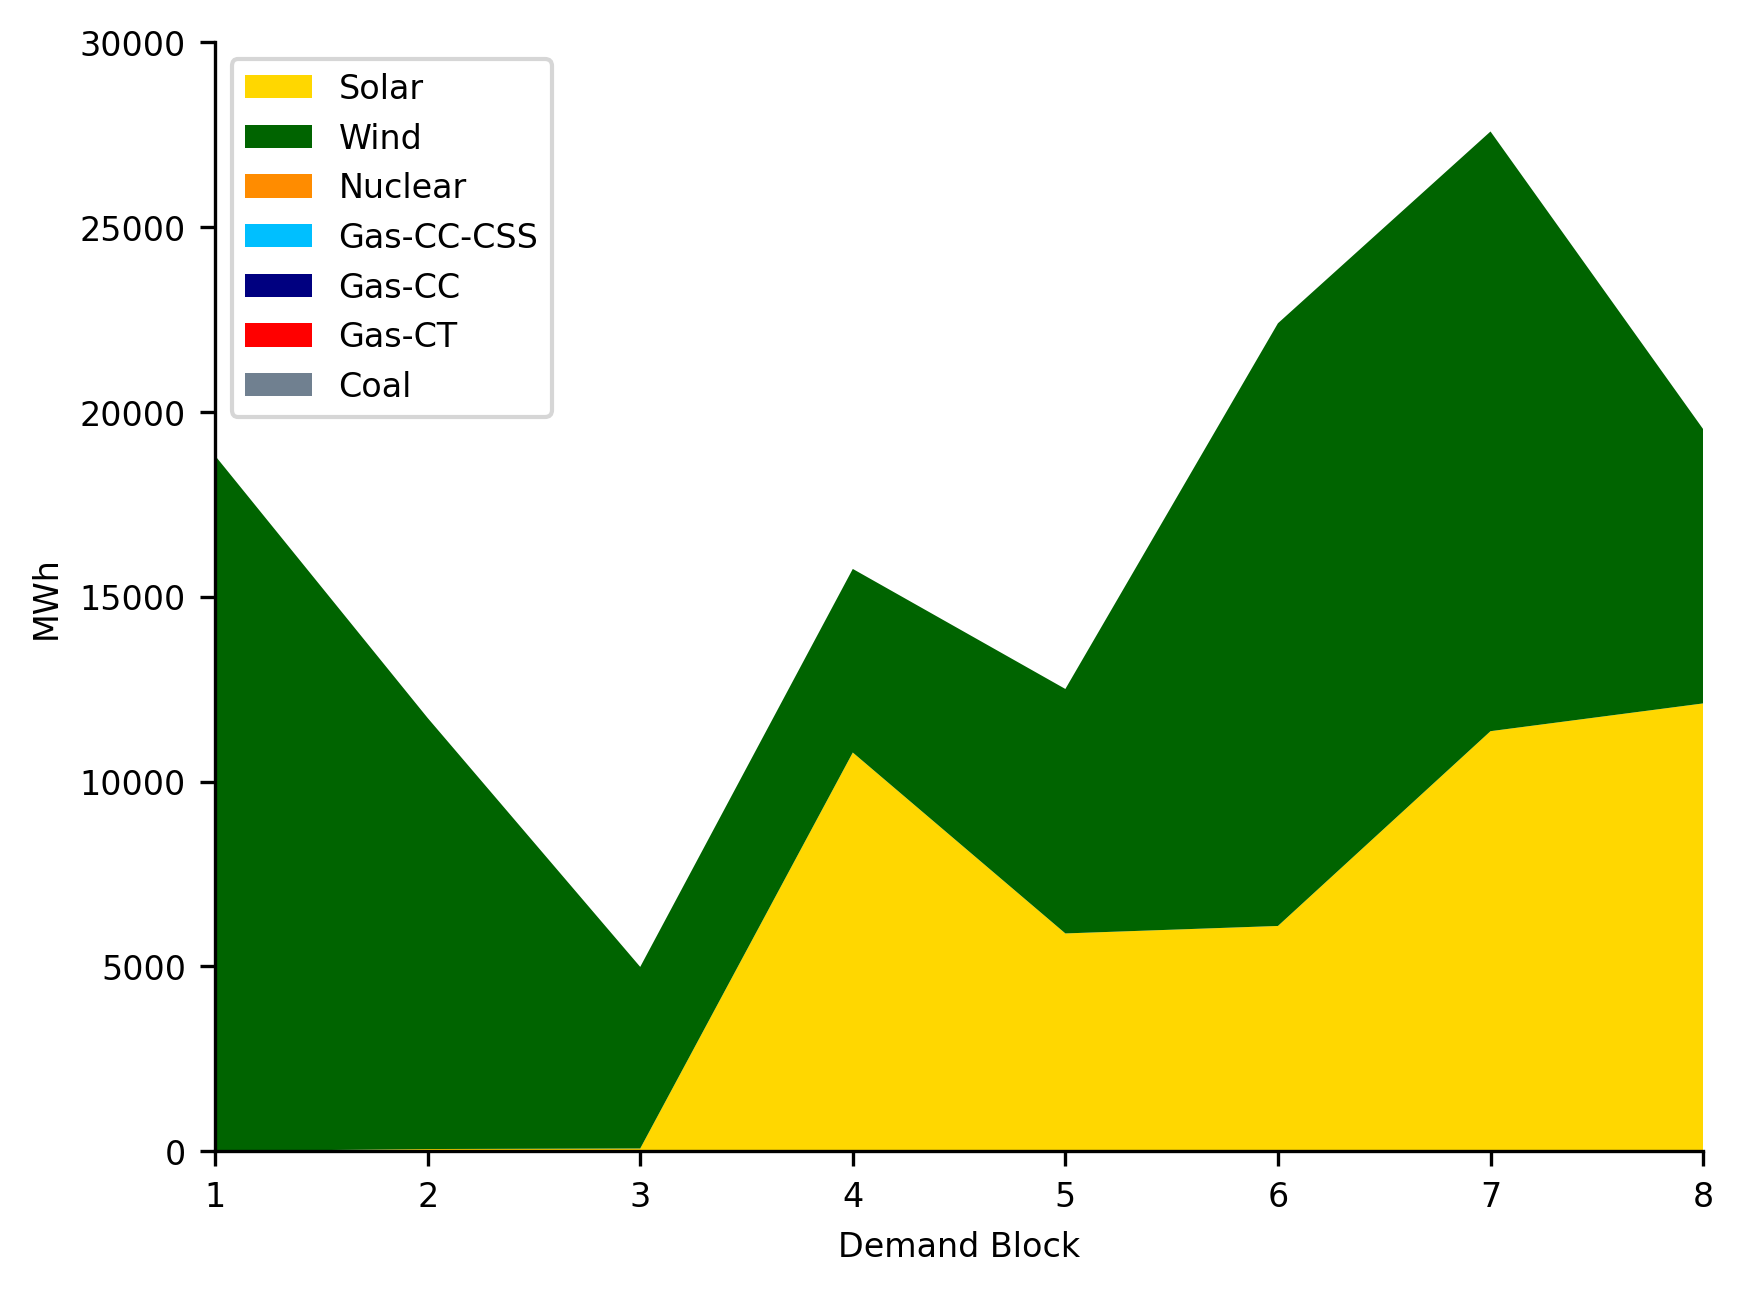 30000
25000
20000
15000
10000
5000
0
MWh
Solar
Wind
Nuclear
Gas-CC-CSS
Gas-CC
Gas-CT
Coal
1 2 3 4 5 6 7 8
Demand Block